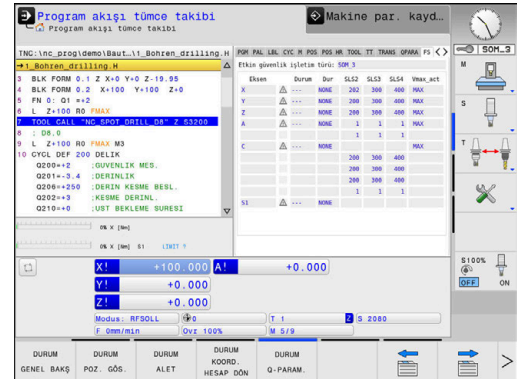 Program akışı tümce takibi
Program akışı tümce takibi
Makine par. kayd…
TNC:\nc_prog\demo\Baut…\1_Bohren_drilling.H
→1_Bohren_drilling.H
3 BLK FORM 0.1 Z X+0 Y+0 Z-19.95
4 BLK FORM 0.2 X+100 Y+100 Z+0
5 FN 0: Q1 =+2
6 L Z+100 R0 FMAX
7 TOOL CALL "NC_SPOT_DRILL_D8" Z S3200
8 ; D8,0
9 L Z+100 R0 FMAX M3
10 CYCL DEF 200 DELIK
Q200=+2 ;GUVENLIK MES.
Q201=-3.4 ;DERINLIK
Q206=+250 ;DERIN KESME BESL.
Q202=+3 ;KESME DERINL.
Q210=+0 ;UST BEKLEME SURESI
PGM PAL LBL CYC M POS POS HR TOOL TT TRANS QPARA FS
Etkin güvenlik işletim türü: SOM_3
Eksen Durum Dur SLS2 SLS3 SLS4 Vmax_act
X --- NONE 202 300 400 MAX
Y --- NONE 200 300 400 MAX
Z --- NONE 200 300 400 MAX
A --- NONE 1 1 1 MAX
1 1 1
C NONE MAX
200 300 400
200 300 400
200 300 400
1 1 1
S1 --- NONE
0% X [Nm]
0% X [Nm] S1 LIMIT
X! +100.000 A! +0.000
Y! +0.000
Z! +0.000
Modus: RFSOLL 0 T 1 Z S 2080
F 0mm/min Ovr 100% M 5/9
SOM_3
M
S
T
S100%
OFF ON
DURUM GENEL BAKŞ
DURUM POZ. GÖS.
DURUM ALET
DURUM KOORD. HESAP DÖN
DURUM Q-PARAM.